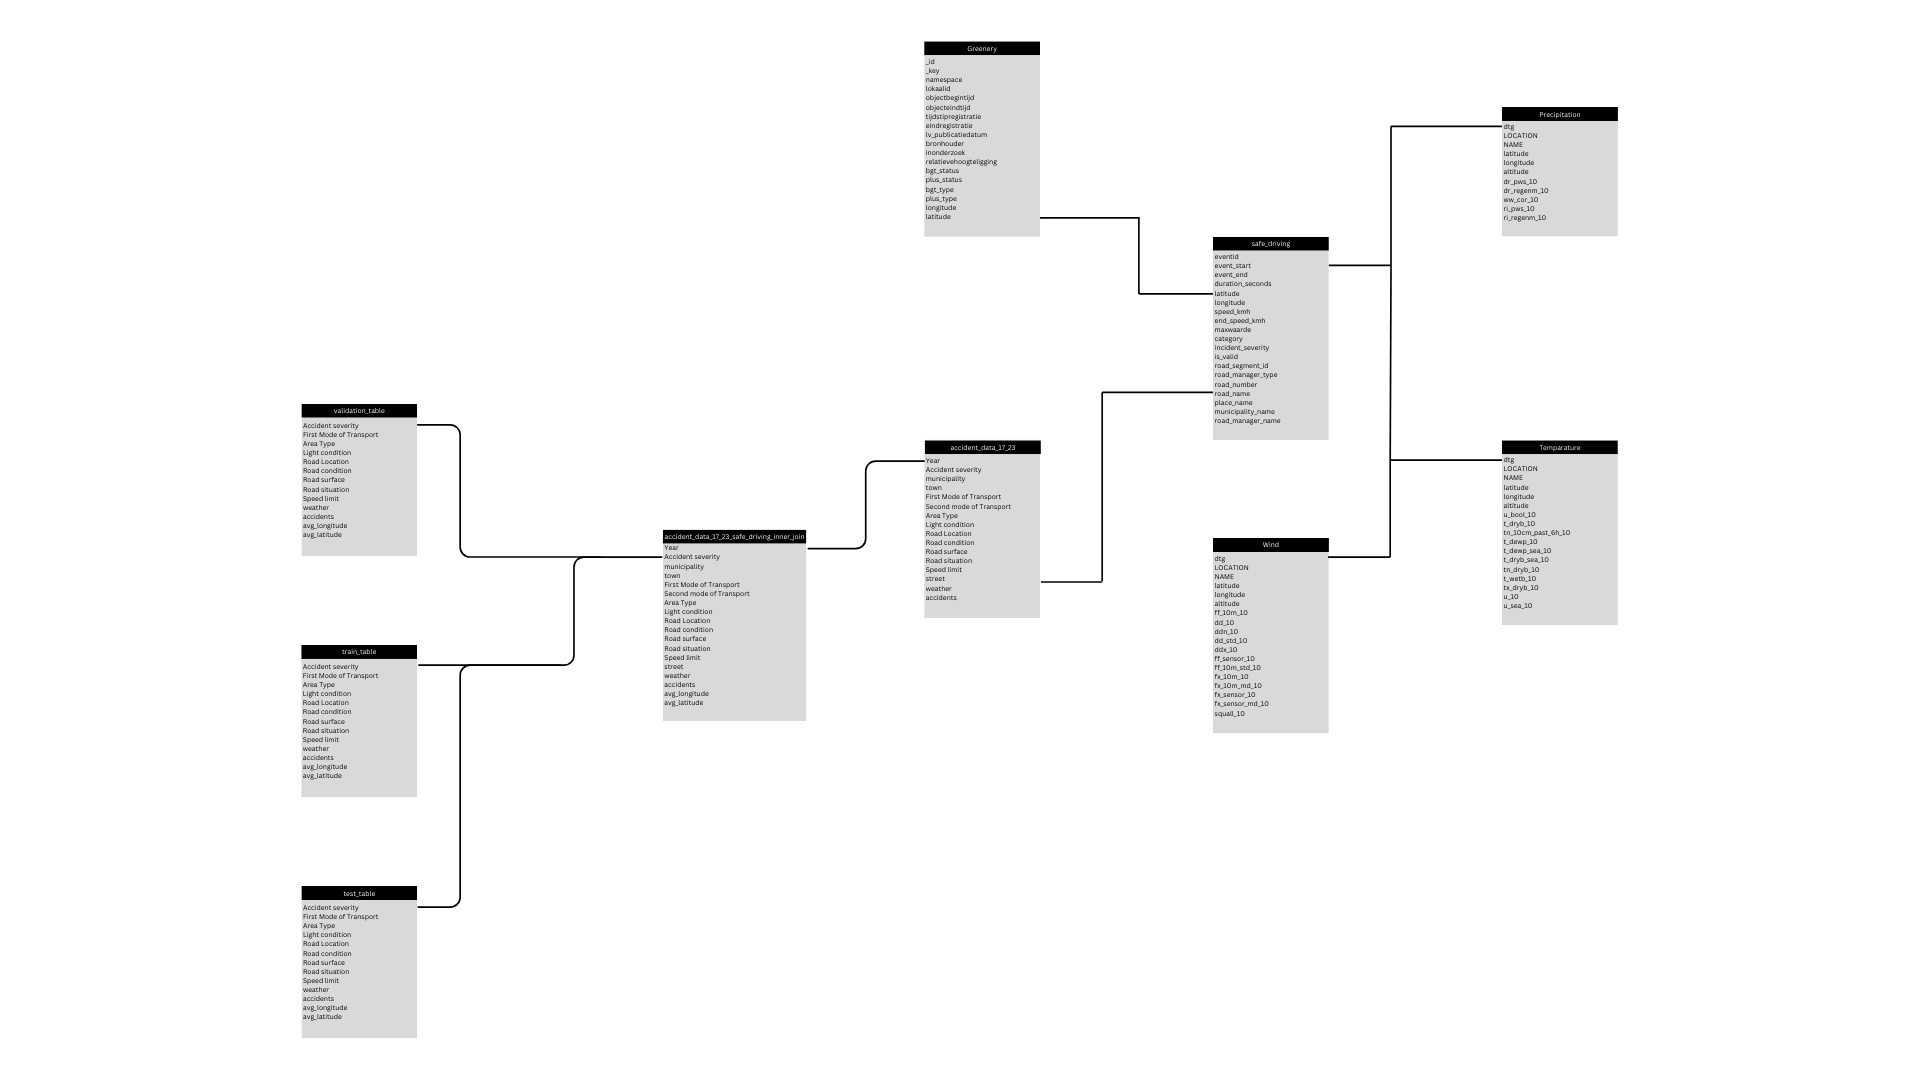 Greenery
_id
_key
namespace
lokaalid
objectbegintijd
objecteindtijd
tijdstipregistratie
eindregistratie
lv_publicatiedatum
bronhouder
inonderzoek
relatievehoogteligging
bgt_status
plus_status
bgt_type
plus_type
longitude
latitude
Precipitation
dtg
LOCATION
NAME
latitude
longitude
altitude
dr_pws_10
dr_regenm_10
ww_cor_10
ri_pws_10
ri_regenm_10
safe_driving
eventid
event_start
event_end
duration_seconds
latitude
longitude
speed_kmh
end_speed_kmh
maxwaarde
category
incident_severity
is_valid
road_segment_id
road_manager_type
road_number
road_name
place_name
municipality_name
road_manager_name
validation_table
Accident severity
First Mode of Transport
Area Type
Light condition
Road Location
Road condition
Road surface
Road situation
Speed limit
weather
accidents
avg_longitude
avg_latitude
accident_data_17_23
Year
Accident severity
municipality
town
First Mode of Transport
Second mode of Transport
Area Type
Light condition
Road Location
Road condition
Road surface
Road situation
Speed limit
street
weather
accidents
Temparature
dtg
LOCATION
NAME
latitude
longitude
altitude
u_bool_10
t_dryb_10
tn_10cm_past_6h_10
t_dewp_10
t_dewp_sea_10
t_dryb_sea_10
tn_dryb_10
t_wetb_10
tx_dryb_10
u_10
u_sea_10
accident_data_17_23_safe_driving_inner_join
Year
Accident severity
municipality
town
First Mode of Transport
Second mode of Transport
Area Type
Light condition
Road Location
Road condition
Road surface
Road situation
Speed limit
street
weather
accidents
avg_longitude
avg_latitude
Wind
dtg
LOCATION
NAME
latitude
longitude
altitude
ff_10m_10
dd_10
ddn_10
dd_std_10
ddx_10
ff_sensor_10
ff_10m_std_10
fx_10m_10
fx_10m_md_10
fx_sensor_10
fx_sensor_md_10
squall_10
train_table
Accident severity
First Mode of Transport
Area Type
Light condition
Road Location
Road condition
Road surface
Road situation
Speed limit
weather
accidents
avg_longitude
avg_latitude
test_table
Accident severity
First Mode of Transport
Area Type
Light condition
Road Location
Road condition
Road surface
Road situation
Speed limit
weather
accidents
avg_longitude
avg_latitude